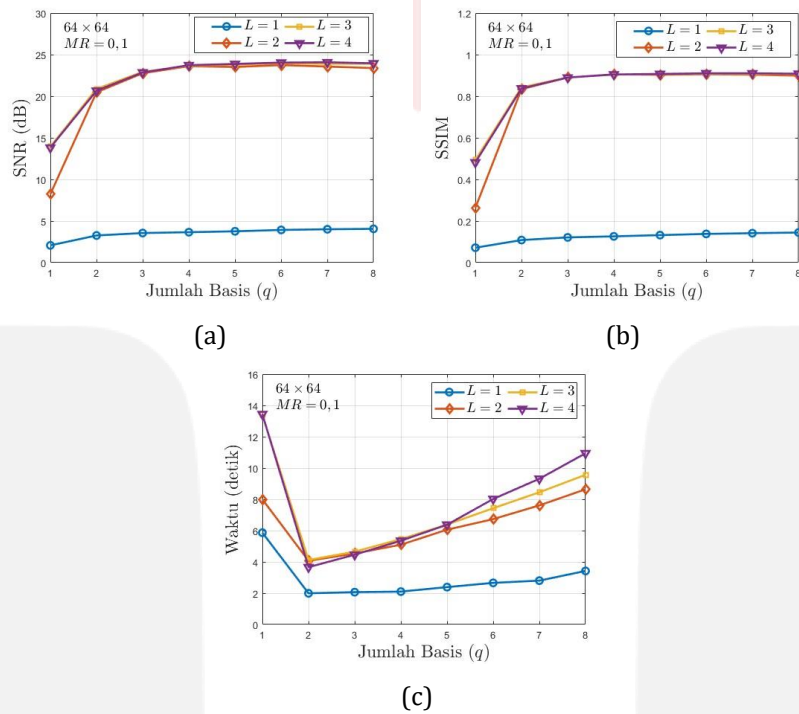 64 × 64
MR = 0, 1
L = 1
L = 3
L = 2
L = 4
30
25
20
15
10
5
0
SNR (dB)
1 2 3 4 5 6 7 8
Jumlah Basis (q)
(a)
64 × 64
MR = 0, 1
L = 1
L = 3
L = 2
L = 4
1.2
1
0.8
0.6
0.4
0.2
0
SSIM
1 2 3 4 5 6 7 8
Jumlah Basis (q)
(b)
64 × 64
MR = 0, 1
L = 1
L = 3
L = 2
L = 4
16
14
12
10
8
6
4
2
0
Waktu (detik)
1 2 3 4 5 6 7 8
Jumlah Basis (q)
(c)